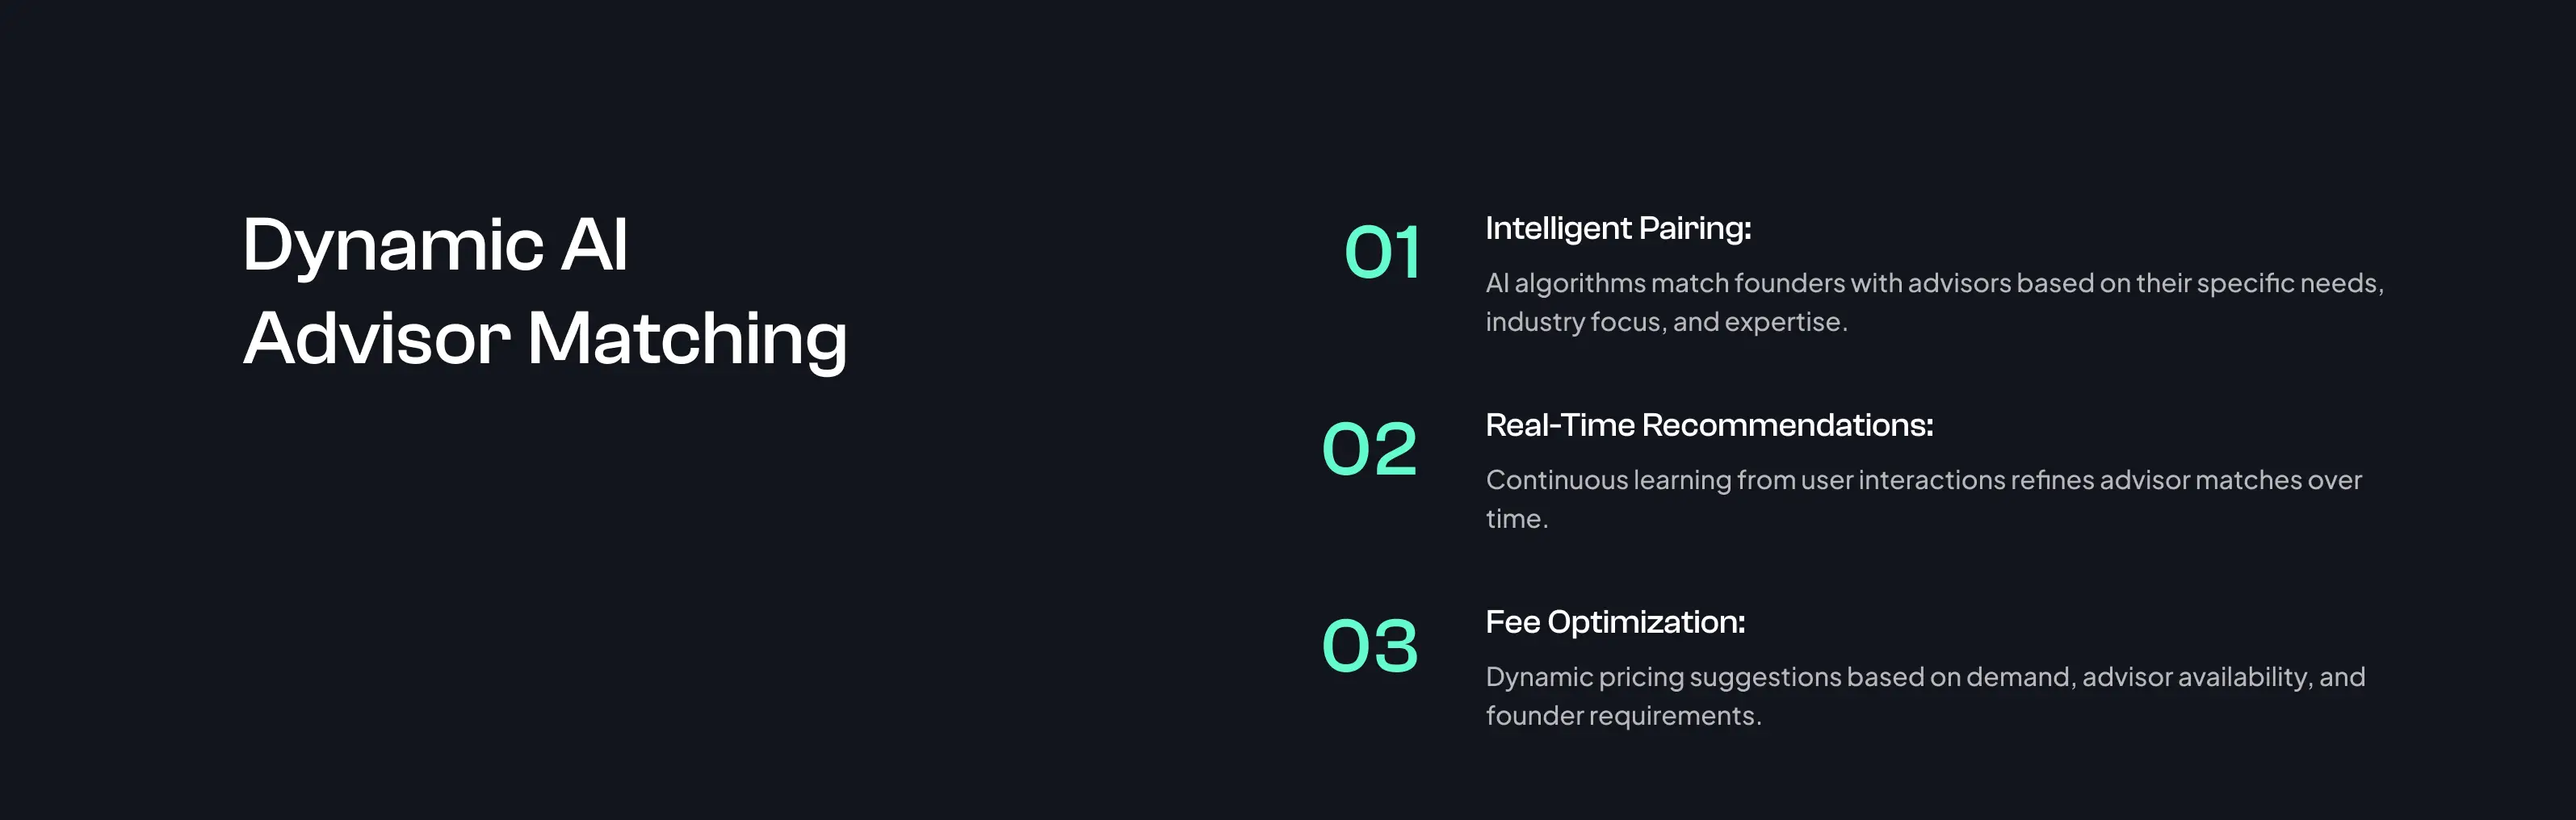 Dynamic AI
Advisor Matching
01
Intelligent Pairing:
AI algorithms match founders with advisors based on their specific needs,
industry focus, and expertise.
02
Real-Time Recommendations:
Continuous learning from user interactions refines advisor matches over
time.
03
Fee Optimization:
Dynamic pricing suggestions based on demand, advisor availability, and
founder requirements.